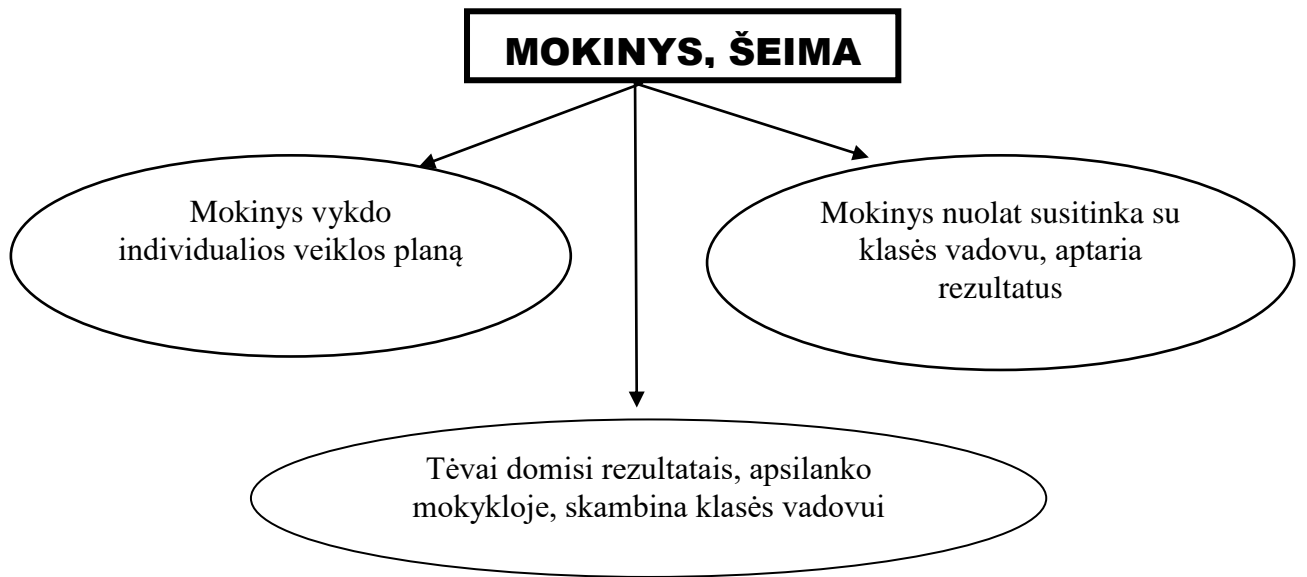 MOKINYS, ŠEIMA
Mokinys vykdo
individualios veiklos planą
Mokinys nuolat susitinka su
klasės vadovu, aptaria
rezultatus
Tėvai domisi rezultatais, apsilanko
mokykloje, skambina klasės vadovui